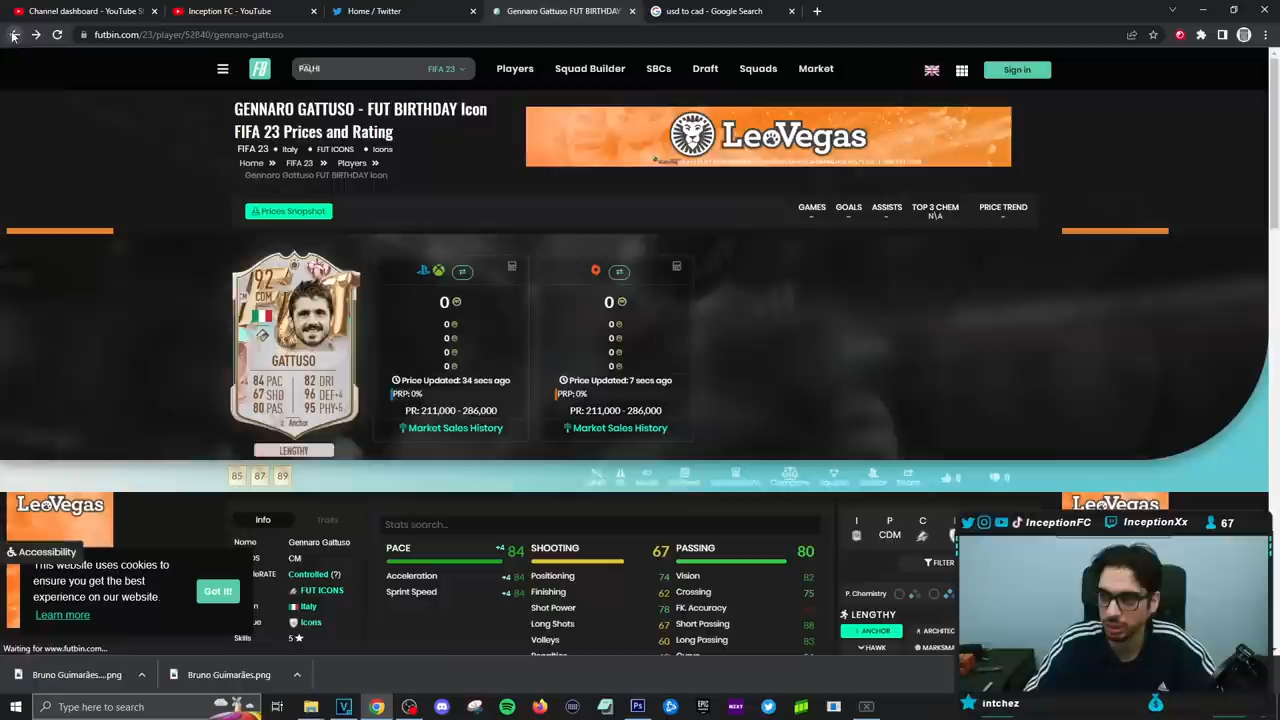 Channel dashboard - YouTube S
Inception FC - YouTube
Home / Twitter
Gennaro Gattuso FUT BIRTHDAY
usd to cad - Google Search
futbin.com/23/player/52840/gennaro-gattuso
PALHI
FIFA 23
Players
Squad Builder
SBCs
Draft
Squads
Market
Sign in
GENNARO GATTUSO - FUT BIRTHDAY Icon
FIFA 23 Prices and Rating
FIFA 23 • Italy • FUT ICONS • Icons
Home » FIFA 23 » Players »
Gennaro Gattuso FUT BIRTHDAY Icon
LeoVegas
Prices Snopshot
GAMES
GOALS
ASSISTS
TOP 3 CHEM
PRICE TREND
-
-
-
N\A
-
92
CDM
CM
GATTUSO
84 PAC
82 DRI
67 SHO
96 DEF+4
80 PAS
95 PHY+5
Anchor
LENGTHY
0
0
0
0
0
Price Updated: 34 secs ago
PRP: 0%
PR: 211,000 - 286,000
Market Sales History
0
0
0
0
0
Price Updated: 7 secs ago
PRP: 0%
PR: 211,000 - 286,000
Market Sales History
85 87 89
LeoVegas
LeoVegas
Info
Traits
Name Gennaro Gattuso
CM
Controlled (?)
FUT ICONS
Italy
Icons
Skills 5★
Stats search...
PACE +4 84
Acceleration +4 84
Sprint Speed +4 84
SHOOTING 67
Positioning 74
Finishing 62
Shot Power 78
Long Shots 67
Volleys 60
PASSING 80
Vision 82
Crossing 75
FK. Accuracy
Short Passing 88
Long Passing 83
I P C
CDM
FILTER
P. Chemistry
LENGTHY
ANCHOR
ARCHITEC
HAWK
MARKSMA
Accessibility
This website uses cookies to
ensure you get the best
experience on our website.
Learn more
Got it!
Waiting for www.futbin.com...
InceptionFC
InceptionXx
67
intchez
Bruno Guimarães....png
Bruno Guimarães.png
Type here to search